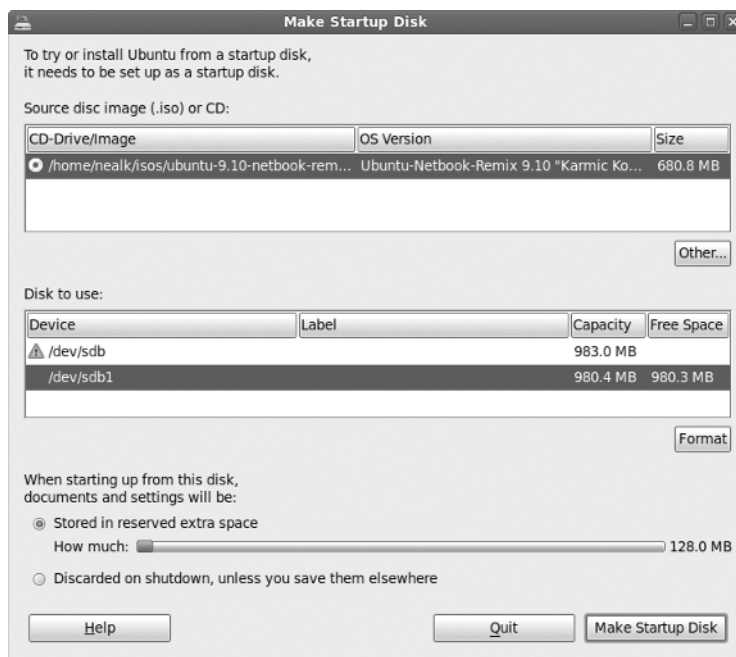 Make Startup Disk
To try or install Ubuntu from a startup disk,
it needs to be set up as a startup disk.
Source disc image (.iso) or CD:
CD-Drive/Image OS Version Size
/home/nealk/isos/ubuntu-9.10-netbook-rem... Ubuntu-Netbook-Remix 9.10 "Karmic Ko... 680.8 MB
Other...
Disk to use:
Device Label Capacity Free Space
/dev/sdb 983.0 MB
/dev/sdb1 980.4 MB 980.3 MB
Format
When starting up from this disk,
documents and settings will be:
Stored in reserved extra space
How much: 128.0 MB
Discarded on shutdown, unless you save them elsewhere
Help Quit Make Startup Disk